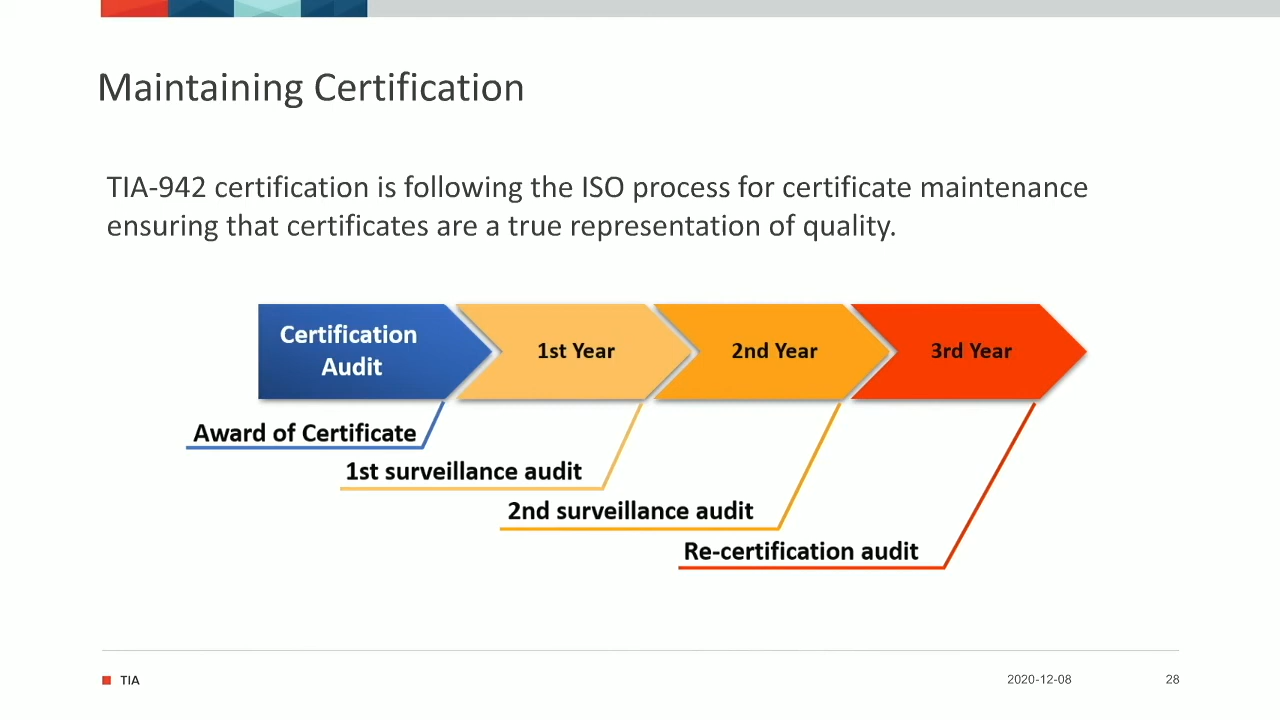 Maintaining Certification
TIA-942 certification is following the ISO process for certificate maintenance
ensuring that certificates are a true representation of quality.
Certification
Audit
1st Year
2nd Year
3rd Year
Award of Certificate
1st surveillance audit
2nd surveillance audit
Re-certification audit
TIA
2020-12-08
28